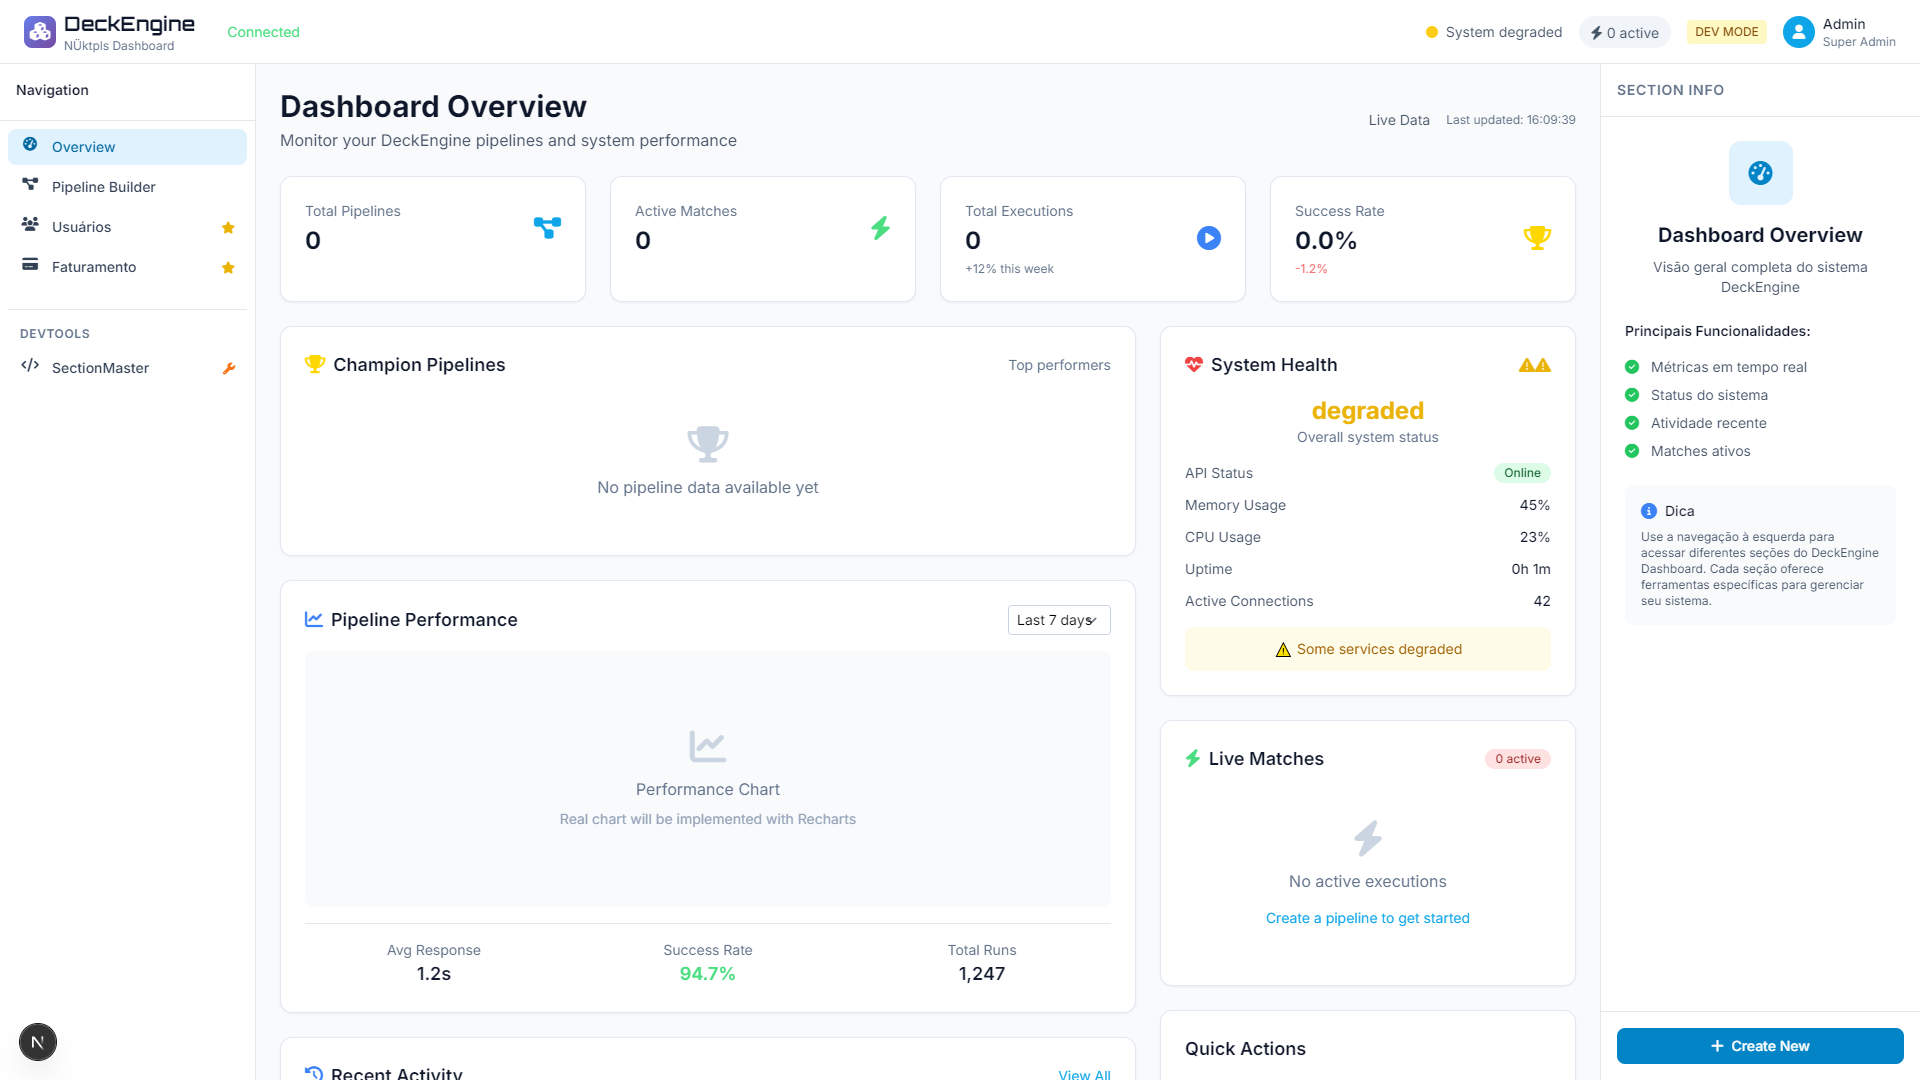 DeckEngine
NÜktpls Dashboard
Connected
System degraded
0 active
DEV MODE
Admin
Super Admin
Navigation
Overview
Pipeline Builder
Usuários
Faturamento
DEVTOOLS
SectionMaster
N
Dashboard Overview
Monitor your DeckEngine pipelines and system performance
Live Data
Last updated: 16:09:39
Total Pipelines
0
Active Matches
0
Total Executions
0
+12% this week
Success Rate
0.0%
-1.2%
Champion Pipelines
Top performers
No pipeline data available yet
Pipeline Performance
Last 7 days
Performance Chart
Real chart will be implemented with Recharts
Avg Response
1.2s
Success Rate
94.7%
Total Runs
1,247
Recent Activity
View All
System Health
degraded
Overall system status
API Status
Online
Memory Usage
45%
CPU Usage
23%
Uptime
0h 1m
Active Connections
42
Some services degraded
Live Matches
0 active
No active executions
Create a pipeline to get started
Quick Actions
SECTION INFO
Dashboard Overview
Visão geral completa do sistema
DeckEngine
Principais Funcionalidades:
Métricas em tempo real
Status do sistema
Atividade recente
Matches ativos
Dica
Use a navegação à esquerda para
acessar diferentes seções do DeckEngine
Dashboard. Cada seção oferece
ferramentas específicas para gerenciar
seu sistema.
Create New